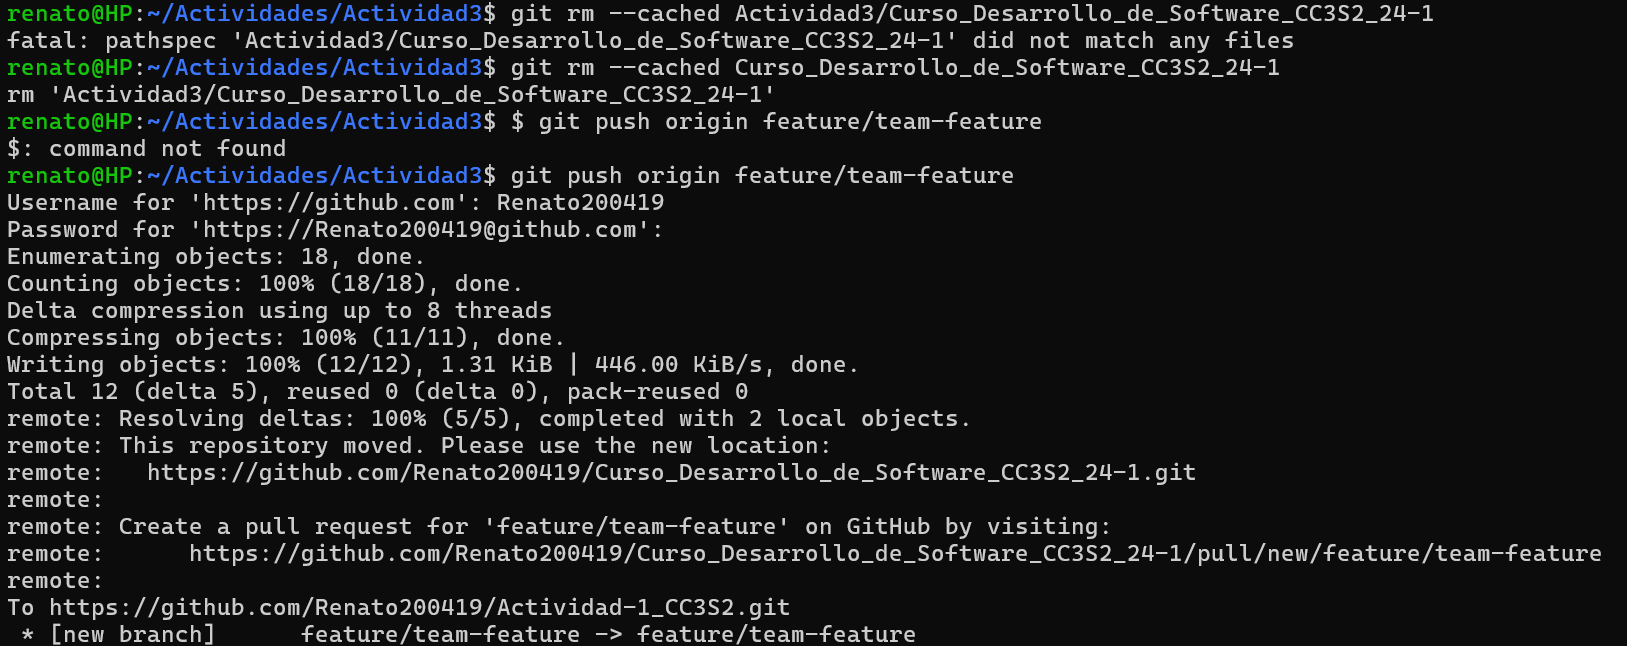 renato@HP:~/Actividades/Actividad3$ git rm --cached Actividad3/Curso_Desarrollo_de_Software_CC3S2_24-1
fatal: pathspec 'Actividad3/Curso_Desarrollo_de_Software_CC3S2_24-1' did not match any files
renato@HP:~/Actividades/Actividad3$ git rm --cached Curso_Desarrollo_de_Software_CC3S2_24-1
rm 'Actividad3/Curso_Desarrollo_de_Software_CC3S2_24-1'
renato@HP:~/Actividades/Actividad3$ $ git push origin feature/team-feature
$: command not found
renato@HP:~/Actividades/Actividad3$ git push origin feature/team-feature
Username for 'https://github.com': Renato200419
Password for 'https://Renato200419@github.com':
Enumerating objects: 18, done.
Counting objects: 100% (18/18), done.
Delta compression using up to 8 threads
Compressing objects: 100% (11/11), done.
Writing objects: 100% (12/12), 1.31 KiB | 446.00 KiB/s, done.
Total 12 (delta 5), reused 0 (delta 0), pack-reused 0
remote: Resolving deltas: 100% (5/5), completed with 2 local objects.
remote: This repository moved. Please use the new location:
remote:   https://github.com/Renato200419/Curso_Desarrollo_de_Software_CC3S2_24-1.git
remote:
remote: Create a pull request for 'feature/team-feature' on GitHub by visiting:
remote:      https://github.com/Renato200419/Curso_Desarrollo_de_Software_CC3S2_24-1/pull/new/feature/team-feature
remote:
To https://github.com/Renato200419/Actividad-1_CC3S2.git
 * [new branch]      feature/team-feature -> feature/team-feature